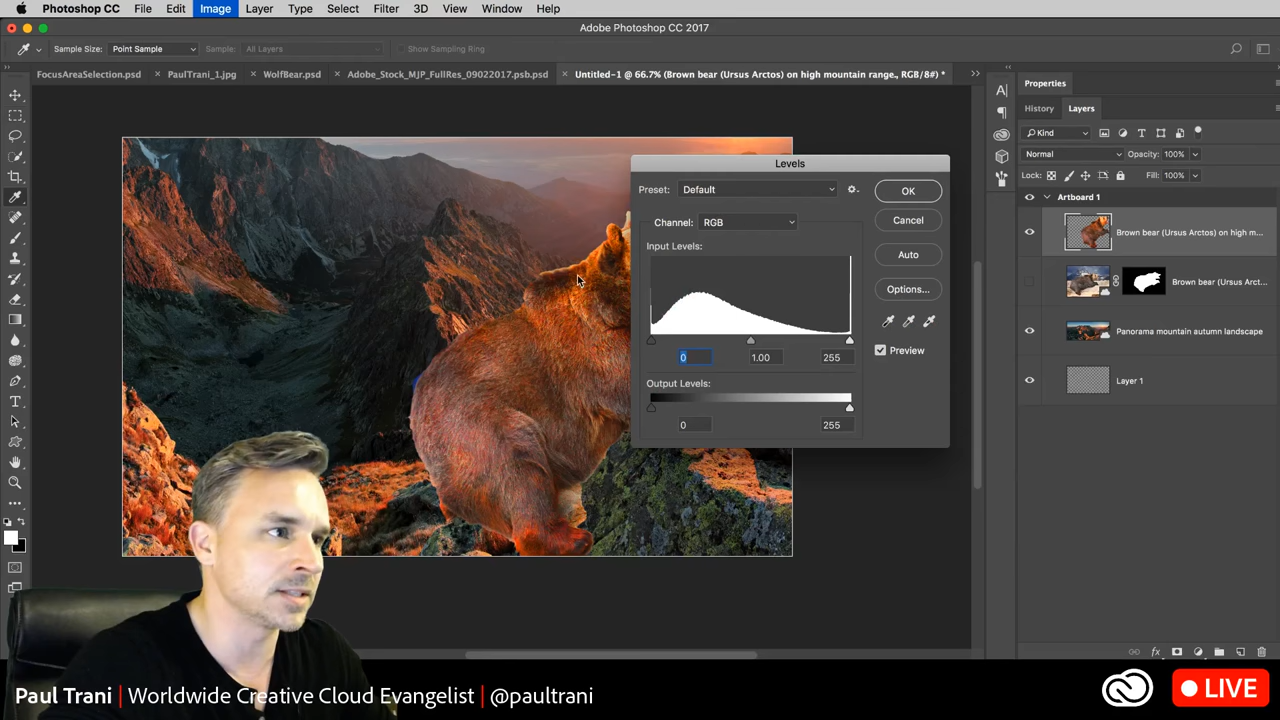 Photoshop CC File Edit Image Layer Type Select Filter 3D View Window Help
Adobe Photoshop CC 2017
Sample Size: Point Sample Sample: All Layers Show Sampling Ring
FocusAreaSelection.psd × PaulTrani_1.jpg × WolfBear.psd × Adobe_Stock_MJP_FullRes_09022017.psb.psd × Untitled-1 @ 66.7% (Brown bear (Ursus Arctos) on high mountain range., RGB/8#) *
Properties
History Layers
Kind
Normal Opacity: 100%
Lock: Fill: 100%
Artboard 1
Brown bear (Ursus Arctos) on high m...
Brown bear (Ursus Arct...
Panorama mountain autumn landscape
Layer 1
Levels
Preset: Default
OK
Channel: RGB
Cancel
Input Levels:
Auto
Options...
Preview
0 1.00 255
Output Levels:
0 255
Paul Trani | Worldwide Creative Cloud Evangelist | @paultrani
LIVE